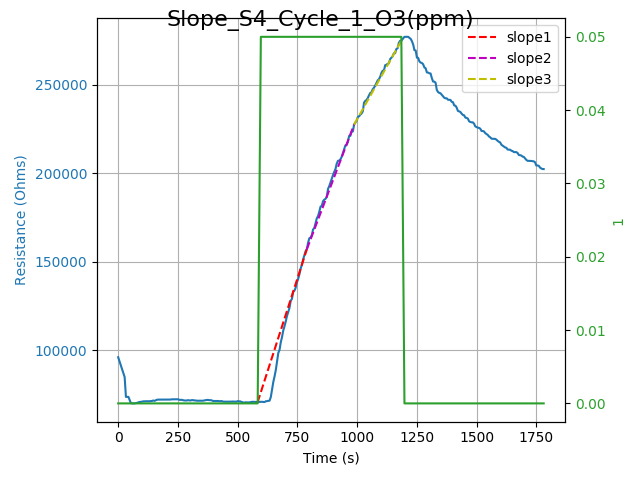 Slope_S4_Cycle_1_O3(ppm)
slope1
slope2
slope3
Resistance (Ohms)
250000
200000
150000
100000
0.05
0.04
0.03
0.02
0.01
0.00
1
0 250 500 750 1000 1250 1500 1750
Time (s)